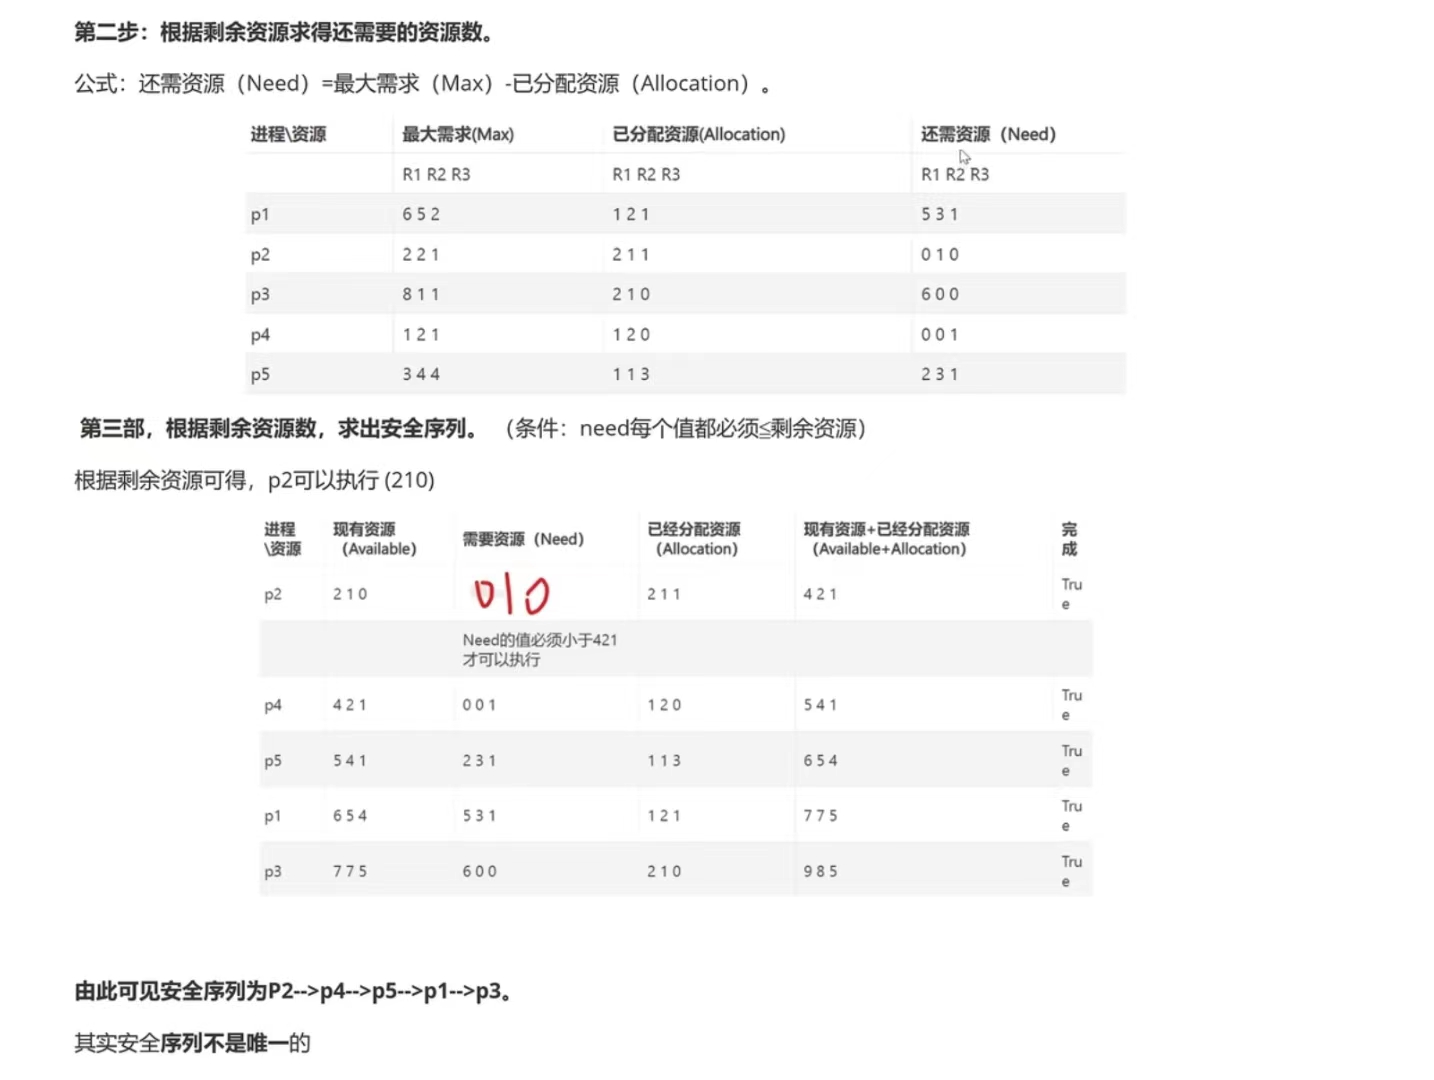 第二步：根据剩余资源求得还需要的资源数。
公式：还需资源（Need）=最大需求（Max）-已分配资源（Allocation）。
进程\资源 最大需求(Max) 已分配资源(Allocation) 还需资源（Need）
R1 R2 R3 R1 R2 R3 R1 R2 R3
p1 6 5 2 1 2 1 5 3 1
p2 2 2 1 2 1 1 0 1 0
p3 8 1 1 2 1 0 6 0 0
p4 1 2 1 1 2 0 0 0 1
p5 3 4 4 1 1 3 2 3 1
第三部，根据剩余资源数，求出安全序列。（条件：need每个值都必须≦剩余资源）
根据剩余资源可得，p2可以执行 (210)
进程 现有资源 需要资源（Need） 已经分配资源 现有资源+已经分配资源 完
\资源 （Available） （Allocation） （Available+Allocation） 成
p2 2 1 0 010 2 1 1 4 2 1 Tru
e
Need的值必须小于421
才可以执行
p4 4 2 1 0 0 1 1 2 0 5 4 1 Tru
e
p5 5 4 1 2 3 1 1 1 3 6 5 4 Tru
e
p1 6 5 4 5 3 1 1 2 1 7 7 5 Tru
e
p3 7 7 5 6 0 0 2 1 0 9 8 5 Tru
e
由此可见安全序列为P2-->p4-->p5-->p1-->p3。
其实安全序列不是唯一的